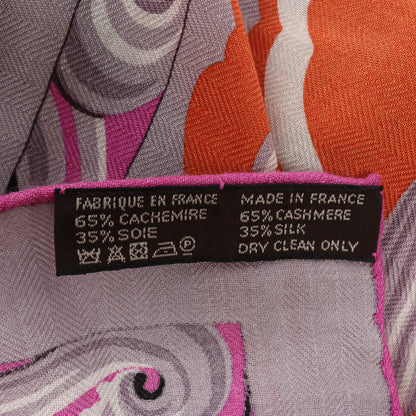 FABRIQUE EN FRANCE
65% CACHEMIRE
35% SOIE
P
MADE IN FRANCE
65% CASHMERE
35% SILK
DRY CLEAN ONLY